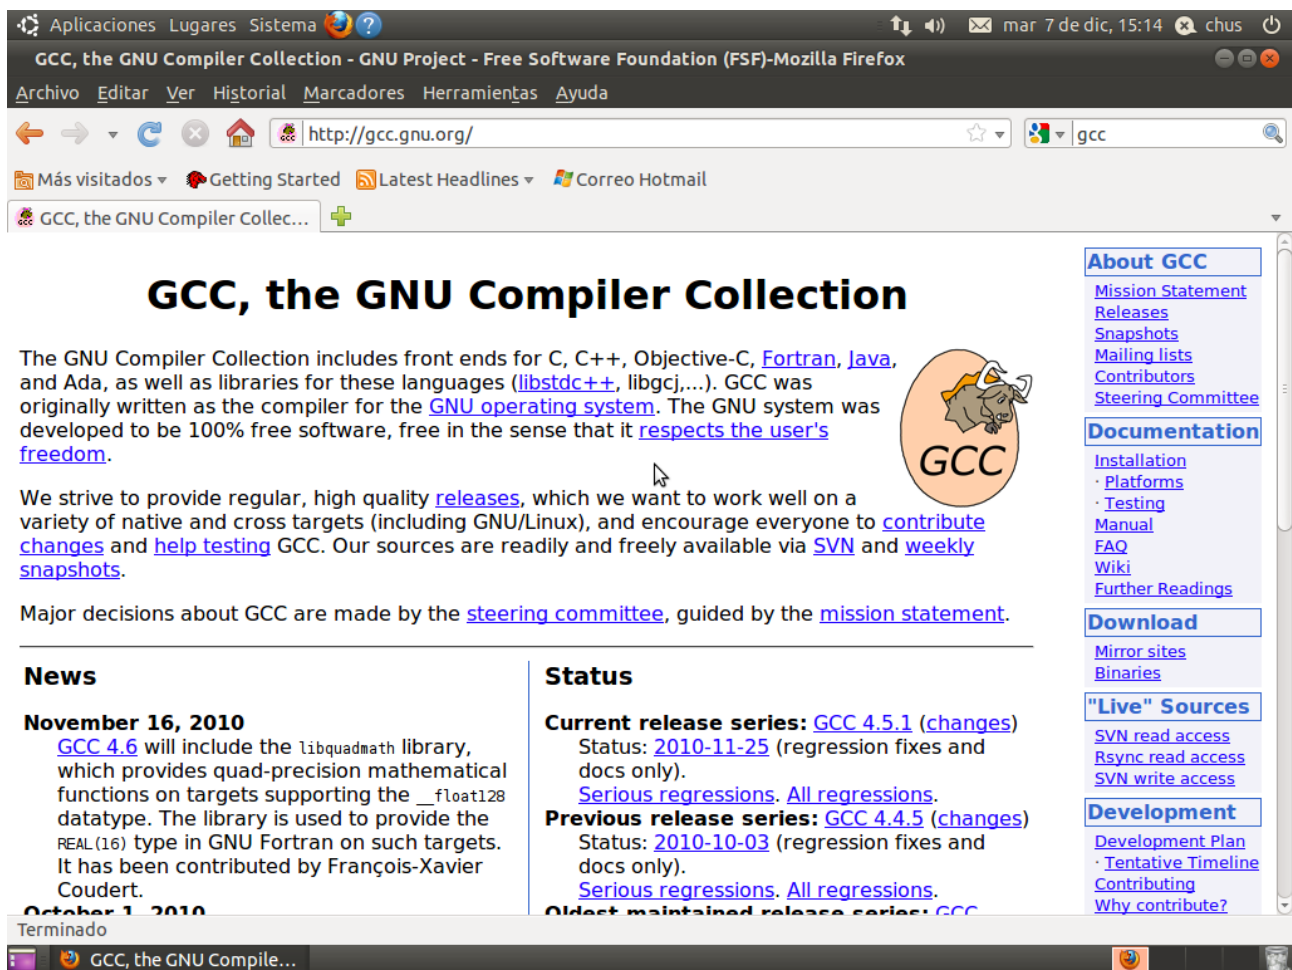 Aplicaciones Lugares Sistema
mar 7 de dic, 15:14 chus
GCC, the GNU Compiler Collection - GNU Project - Free Software Foundation (FSF)-Mozilla Firefox
Archivo Editar Ver Historial Marcadores Herramientas Ayuda
http://gcc.gnu.org/
gcc
Más visitados Getting Started Latest Headlines Correo Hotmail
GCC, the GNU Compiler Collec...
GCC, the GNU Compiler Collection
The GNU Compiler Collection includes front ends for C, C++, Objective-C, Fortran, Java,
and Ada, as well as libraries for these languages (libstdc++, libgcj,...). GCC was
originally written as the compiler for the GNU operating system. The GNU system was
developed to be 100% free software, free in the sense that it respects the user's
freedom.
GCC
We strive to provide regular, high quality releases, which we want to work well on a
variety of native and cross targets (including GNU/Linux), and encourage everyone to contribute
changes and help testing GCC. Our sources are readily and freely available via SVN and weekly
snapshots.
Major decisions about GCC are made by the steering committee, guided by the mission statement.
News
November 16, 2010
GCC 4.6 will include the libquadmath library,
which provides quad-precision mathematical
functions on targets supporting the __float128
datatype. The library is used to provide the
REAL(16) type in GNU Fortran on such targets.
It has been contributed by François-Xavier
Coudert.
October 1, 2010
Status
Current release series: GCC 4.5.1 (changes)
Status: 2010-11-25 (regression fixes and
docs only).
Serious regressions. All regressions.
Previous release series: GCC 4.4.5 (changes)
Status: 2010-10-03 (regression fixes and
docs only).
Serious regressions. All regressions.
Oldest maintained release series: GCC
About GCC
Mission Statement
Releases
Snapshots
Mailing lists
Contributors
Steering Committee
Documentation
Installation
· Platforms
· Testing
Manual
FAQ
Wiki
Further Readings
Download
Mirror sites
Binaries
"Live" Sources
SVN read access
Rsync read access
SVN write access
Development
Development Plan
· Tentative Timeline
Contributing
Why contribute?
Terminado
GCC, the GNU Compile...